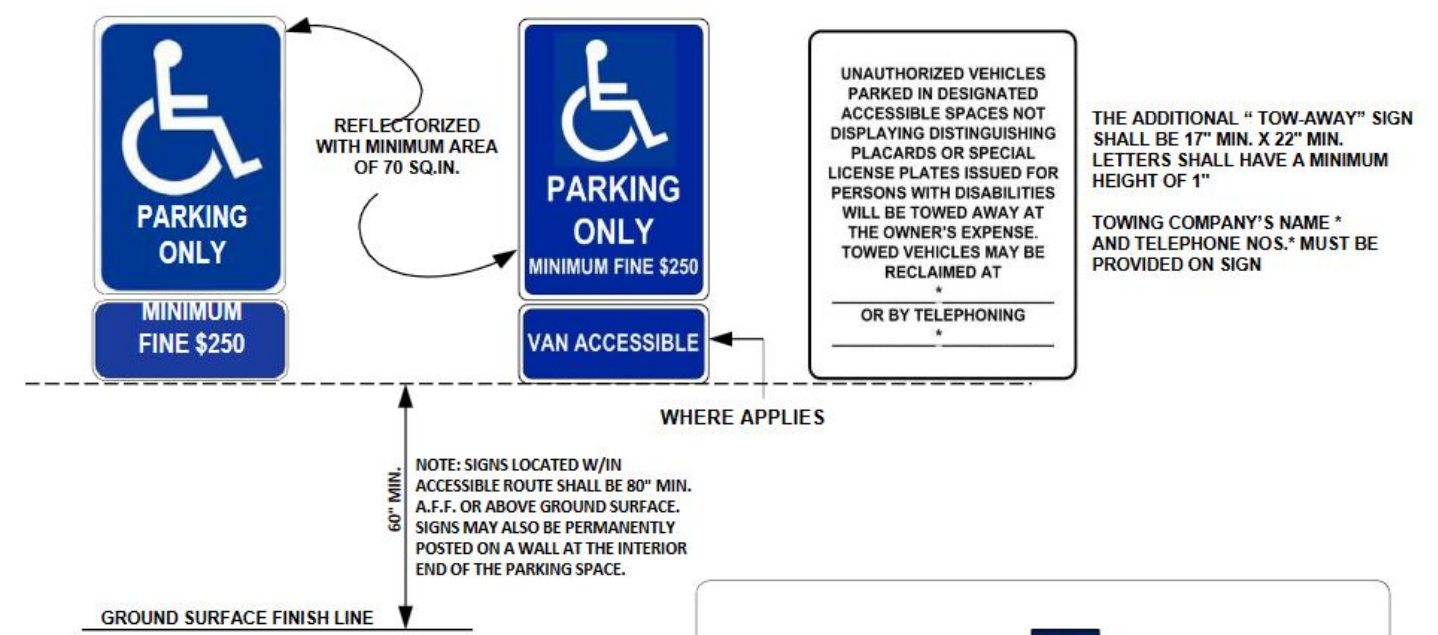 PARKING
ONLY
MINIMUM
FINE $250
REFLECTORIZED
WITH MINIMUM AREA
OF 70 SQ.IN.
PARKING
ONLY
MINIMUM FINE $250
VAN ACCESSIBLE
WHERE APPLIES
UNAUTHORIZED VEHICLES
PARKED IN DESIGNATED
ACCESSIBLE SPACES NOT
DISPLAYING DISTINGUISHING
PLACARDS OR SPECIAL
LICENSE PLATES ISSUED FOR
PERSONS WITH DISABILITIES
WILL BE TOWED AWAY AT
THE OWNER'S EXPENSE.
TOWED VEHICLES MAY BE
RECLAIMED AT
*
OR BY TELEPHONING
*
THE ADDITIONAL “ TOW-AWAY” SIGN
SHALL BE 17" MIN. X 22" MIN.
LETTERS SHALL HAVE A MINIMUM
HEIGHT OF 1"
TOWING COMPANY’S NAME *
AND TELEPHONE NOS.* MUST BE
PROVIDED ON SIGN
60" MIN.
NOTE: SIGNS LOCATED W/IN
ACCESSIBLE ROUTE SHALL BE 80" MIN.
A.F.F. OR ABOVE GROUND SURFACE.
SIGNS MAY ALSO BE PERMANENTLY
POSTED ON A WALL AT THE INTERIOR
END OF THE PARKING SPACE.
GROUND SURFACE FINISH LINE